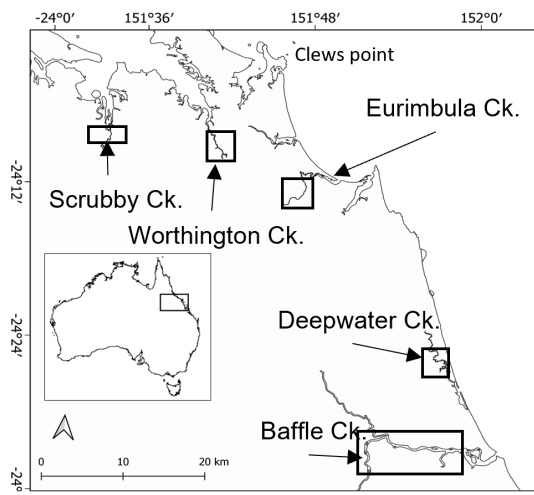 -24°0' 151°36' 151°48' 152°0'
Clews point
Eurimbula Ck.
-24°12'
Scrubby Ck.
Worthington Ck.
Deepwater Ck.
-24°24'
Baffle Ck.
0 10 20 km
-24°